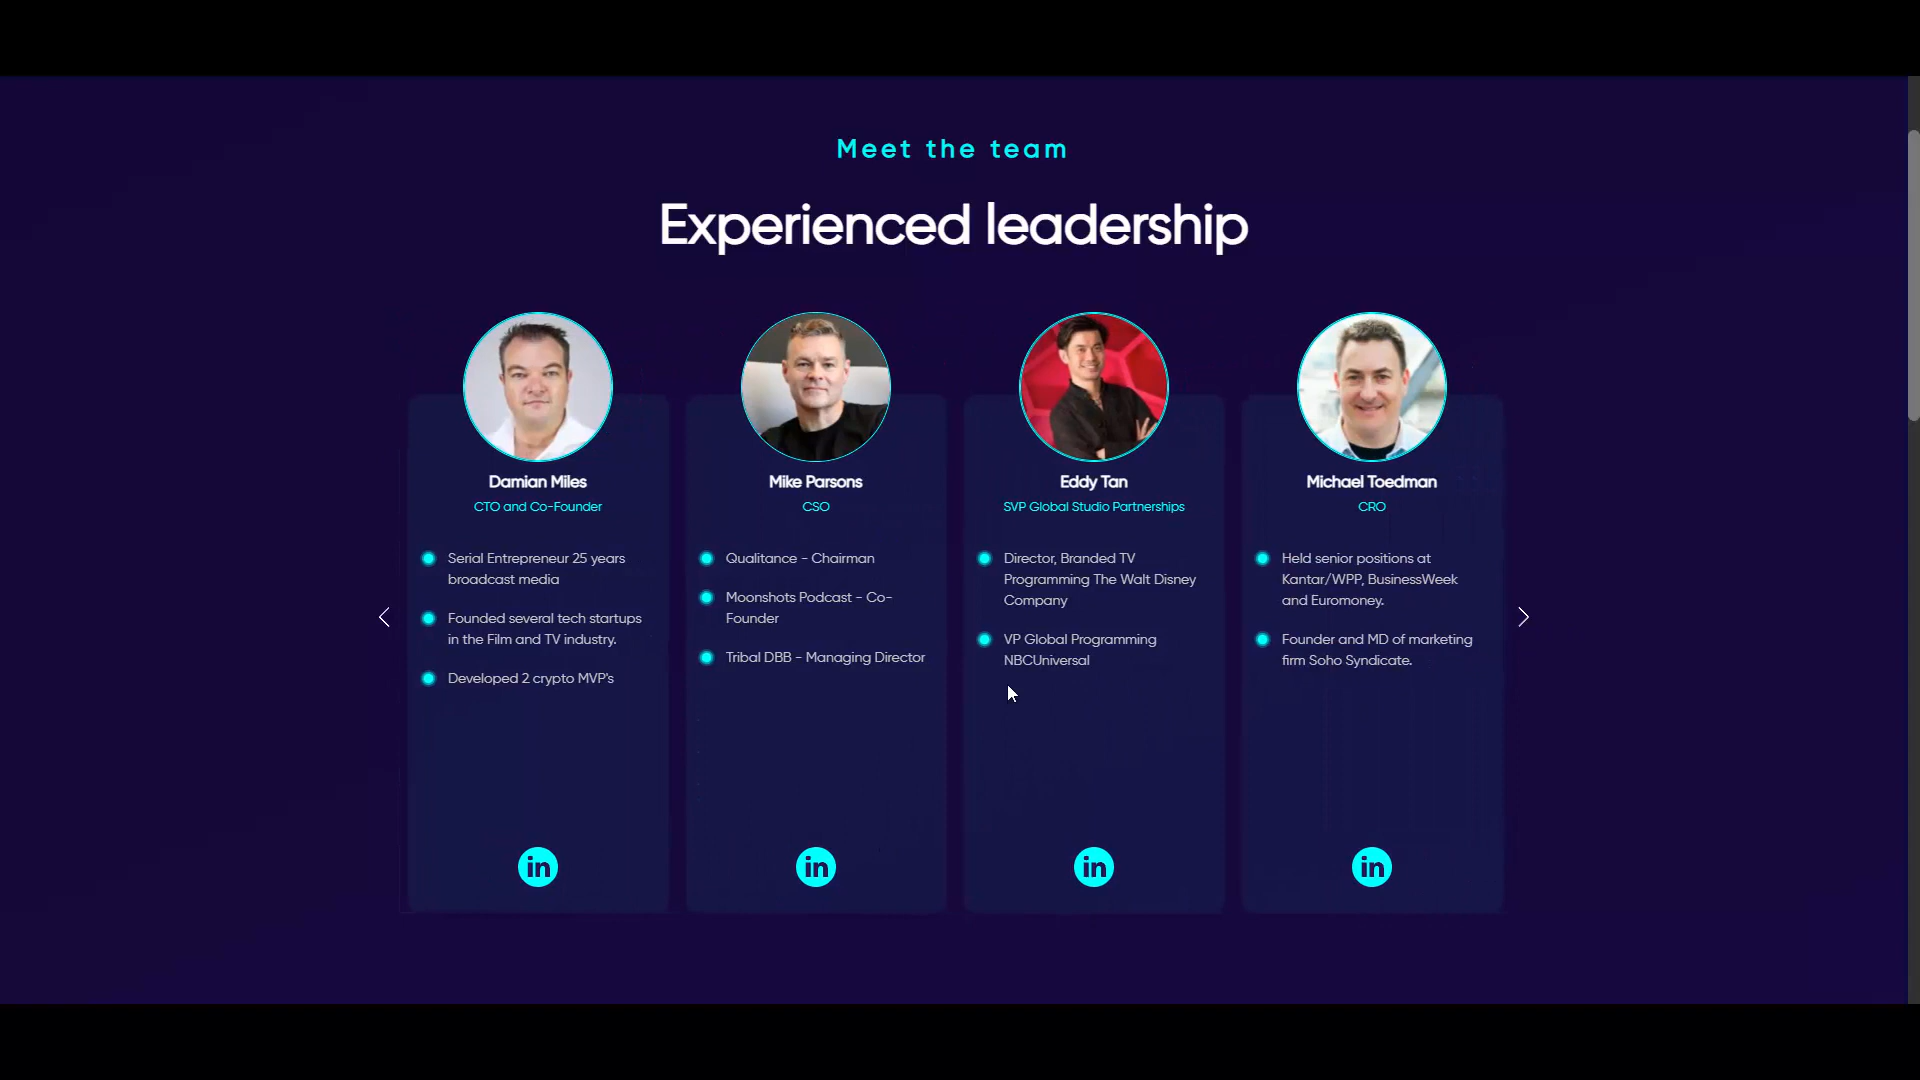 Meet the team
Experienced leadership
Damian Miles
CTO and Co-Founder
Serial Entrepreneur 25 years
broadcast media
Founded several tech startups
in the Film and TV industry.
Developed 2 crypto MVP's
in
Mike Parsons
CSO
Qualitance - Chairman
Moonshots Podcast - Co-
Founder
Tribal DBB - Managing Director
in
Eddy Tan
SVP Global Studio Partnerships
Director, Branded TV
Programming The Walt Disney
Company
VP Global Programming
NBCUniversal
in
Michael Toedman
CRO
Held senior positions at
Kantar/WPP, BusinessWeek
and Euromoney.
Founder and MD of marketing
firm Soho Syndicate.
in